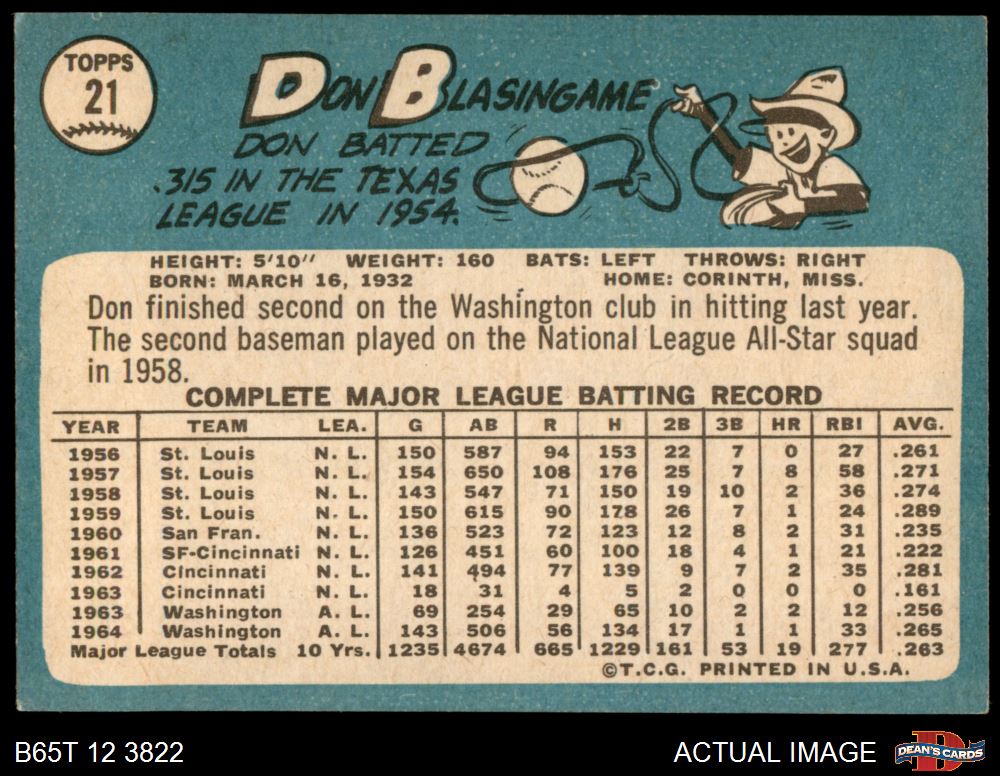 TOPPS
21
DON BLASINGAME
DON BATTED
.315 IN THE TEXAS
LEAGUE IN 1954.
HEIGHT: 5'10" WEIGHT: 160 BATS: LEFT THROWS: RIGHT
BORN: MARCH 16, 1932 HOME: CORINTH, MISS.
Don finished second on the Washington club in hitting last year.
The second baseman played on the National League All-Star squad
in 1958.
COMPLETE MAJOR LEAGUE BATTING RECORD
YEAR TEAM LEA. G AB R H 2B 3B HR RBI AVG.
1956 St. Louis N. L. 150 587 94 153 22 7 0 27 .261
1957 St. Louis N. L. 154 650 108 176 25 7 8 58 .271
1958 St. Louis N. L. 143 547 71 150 19 10 2 36 .274
1959 St. Louis N. L. 150 615 90 178 26 7 1 24 .289
1960 San Fran. N. L. 136 523 72 123 12 8 2 31 .235
1961 SF-Cincinnati N. L. 126 451 60 100 18 4 1 21 .222
1962 Cincinnati N. L. 141 494 77 139 9 7 2 35 .281
1963 Cincinnati N. L. 18 31 4 5 2 0 0 0 .161
1963 Washington A. L. 69 254 29 65 10 2 2 12 .256
1964 Washington A. L. 143 506 56 134 17 1 1 33 .265
Major League Totals 10 Yrs. 1235 4674 665 1229 161 53 19 277 .263
©T.C.G. PRINTED IN U.S.A.
B65T 12 3822 ACTUAL IMAGE DEAN'S CARDS